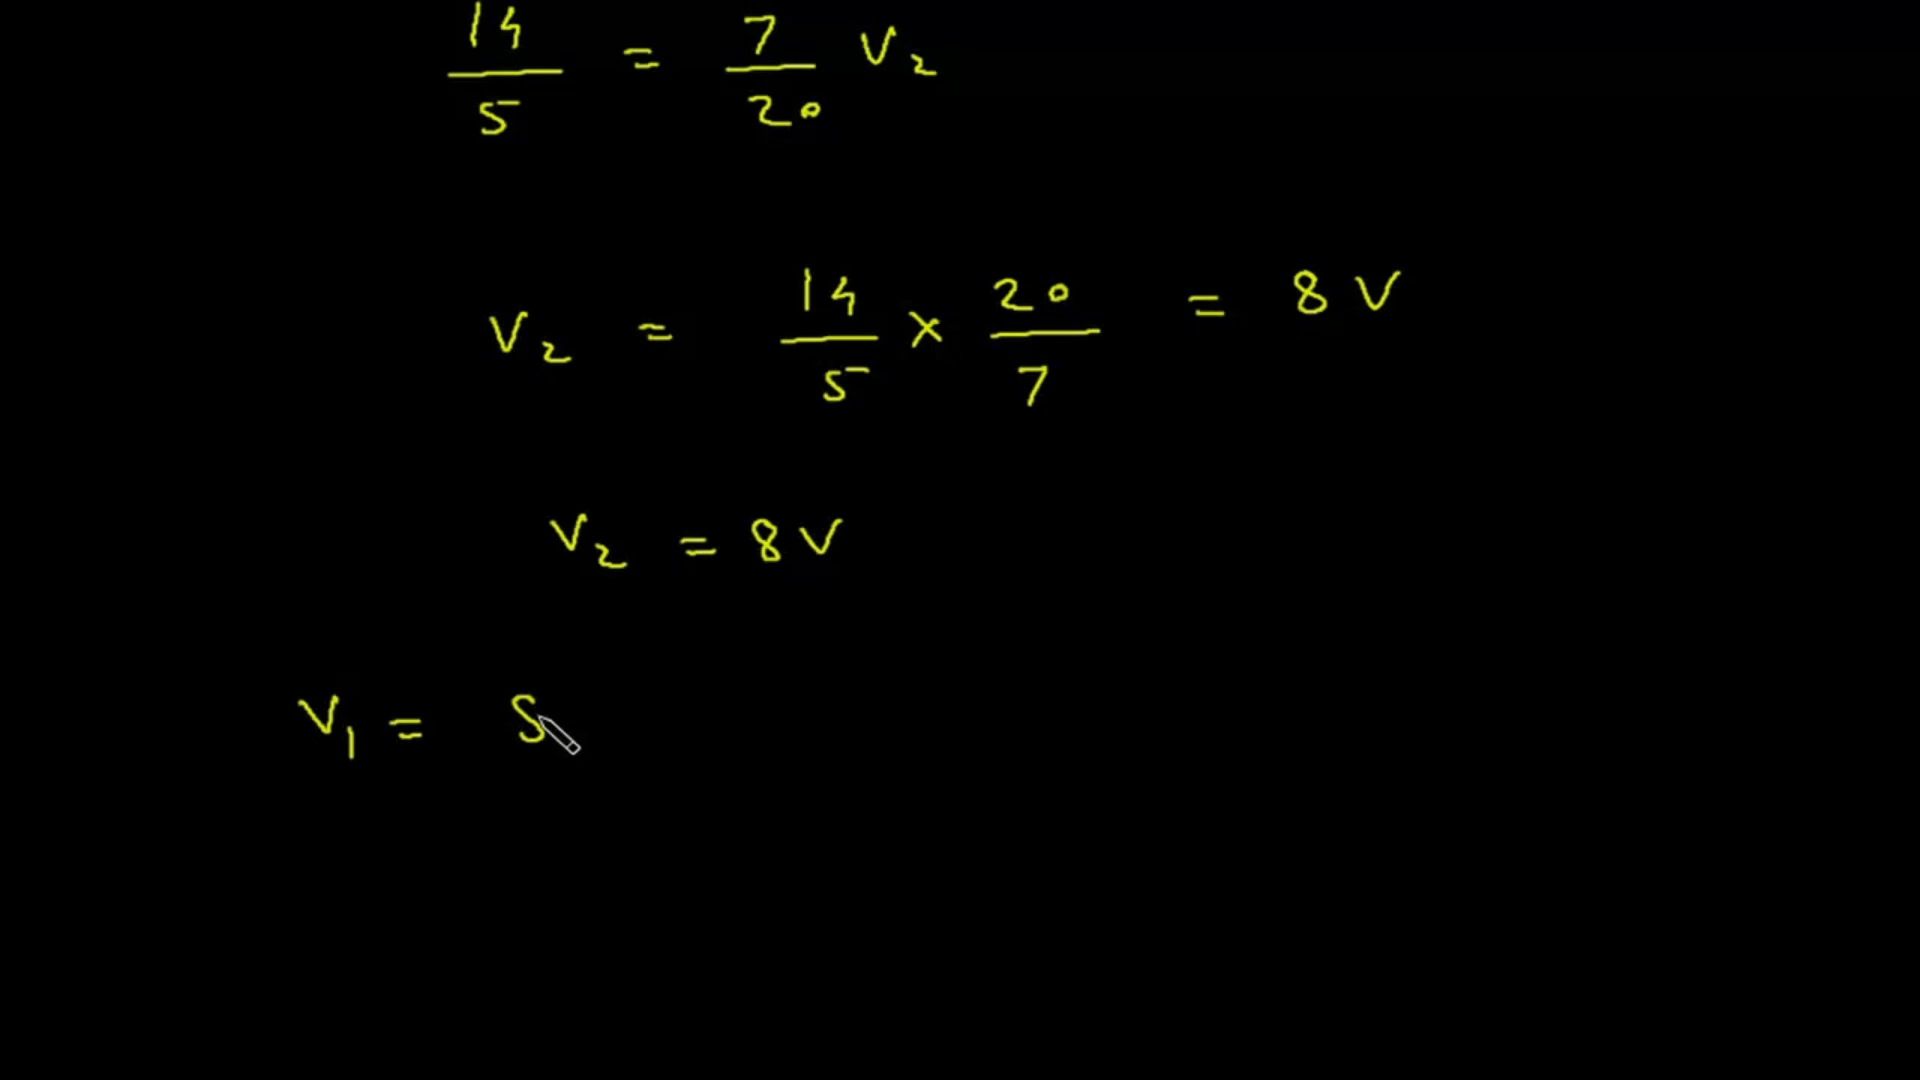 14/5 = 7/20 V₂
V₂ = 14/5 × 20/7 = 8 V
V₂ = 8 V
V₁ =